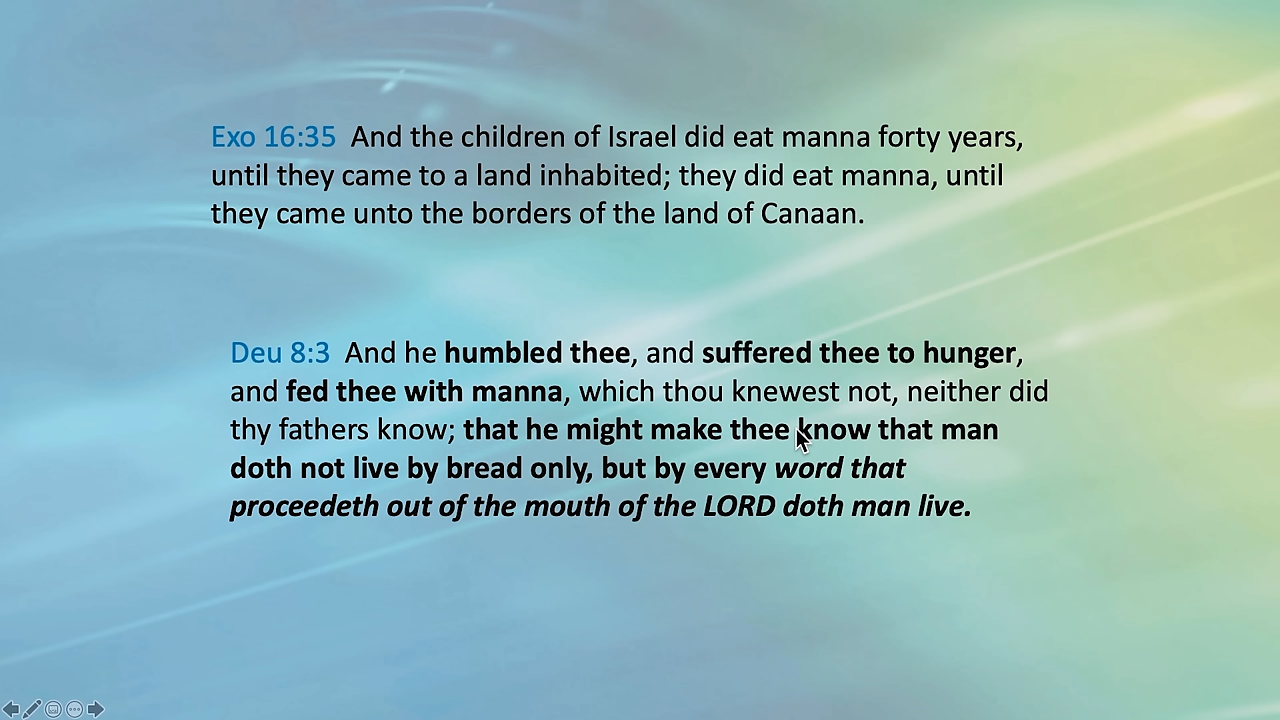 Exo 16:35 And the children of Israel did eat manna forty years,
until they came to a land inhabited; they did eat manna, until
they came unto the borders of the land of Canaan.
Deu 8:3 And he humbled thee, and suffered thee to hunger,
and fed thee with manna, which thou knewest not, neither did
thy fathers know; that he might make thee know that man
doth not live by bread only, but by every word that
proceedeth out of the mouth of the LORD doth man live.